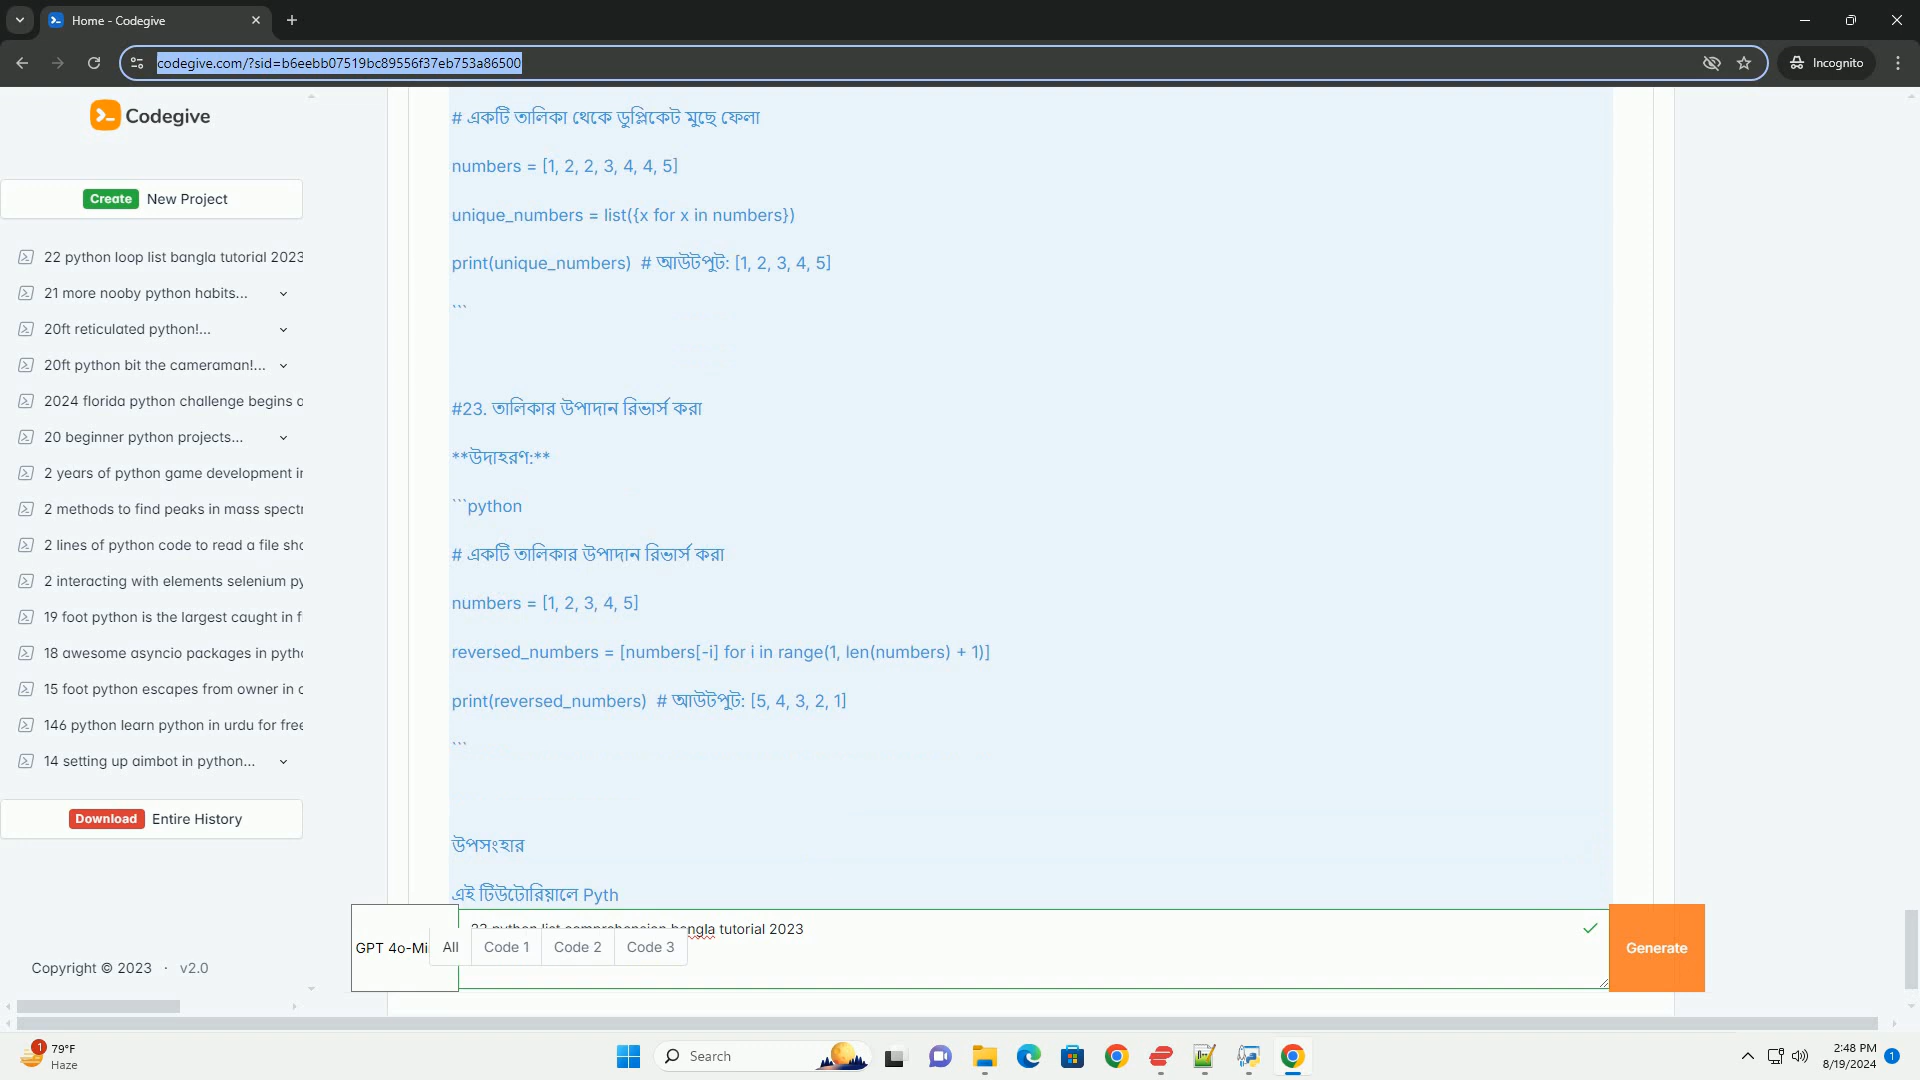 Home - Codegive
codegive.com/?sid=b6eebb07519bc89556f37eb753a86500
Incognito
Codegive
Create New Project
22 python loop list bangla tutorial 2023
21 more nooby python habits...
20ft reticulated python!...
20ft python bit the cameraman!...
2024 florida python challenge begins
20 beginner python projects...
2 years of python game development
2 methods to find peaks in mass
2 lines of python code to read a file
2 interacting with elements selenium
19 foot python is the largest caught in
18 awesome asyncio packages in
15 foot python escapes from owner in
146 python learn python in urdu for free
14 setting up aimbot in python...
Download Entire History
Copyright © 2023 · v2.0
# একটি তালিকা থেকে ডুপ্লিকেট মুছে ফেলা
numbers = [1, 2, 2, 3, 4, 4, 5]
unique_numbers = list({x for x in numbers})
print(unique_numbers) # আউটপুট: [1, 2, 3, 4, 5]
```
#23. তালিকার উপাদান রিভার্স করা
**উদাহরণ:**
```python
# একটি তালিকার উপাদান রিভার্স করা
numbers = [1, 2, 3, 4, 5]
reversed_numbers = [numbers[-i] for i in range(1, len(numbers) + 1)]
print(reversed_numbers) # আউটপুট: [5, 4, 3, 2, 1]
```
উপসংহার
এই টিউটোরিয়ালে Pyth
22 python list comprehension bangla tutorial 2023
GPT 4o-Mi
All Code 1 Code 2 Code 3
Generate
1
79°F
Haze
Search
2:48 PM
8/19/2024
1